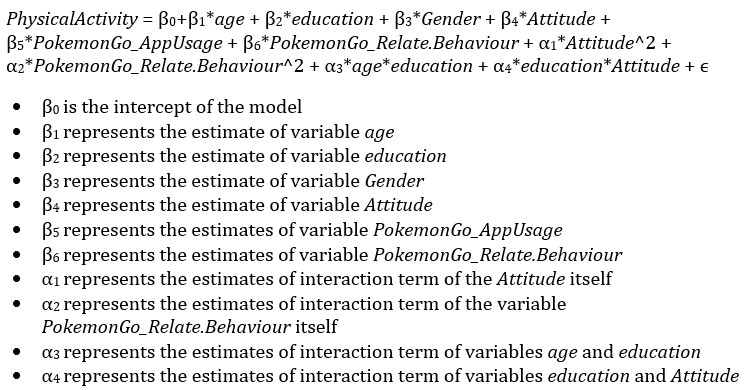 PhysicalActivity = β0+β1*age + β2*education + β3*Gender + β4*Attitude +
β5*PokemonGo_AppUsage + β6*PokemonGo_Relate.Behaviour + α1*Attitude^2 +
α2*PokemonGo_Relate.Behaviour^2 + α3*age*education + α4*education*Attitude + ϵ
• β0 is the intercept of the model
• β1 represents the estimate of variable age
• β2 represents the estimate of variable education
• β3 represents the estimate of variable Gender
• β4 represents the estimate of variable Attitude
• β5 represents the estimates of variable PokemonGo_AppUsage
• β6 represents the estimates of variable PokemonGo_Relate.Behaviour
• α1 represents the estimates of interaction term of the Attitude itself
• α2 represents the estimates of interaction term of the variable
PokemonGo_Relate.Behaviour itself
• α3 represents the estimates of interaction term of variables age and education
• α4 represents the estimates of interaction term of variables education and Attitude